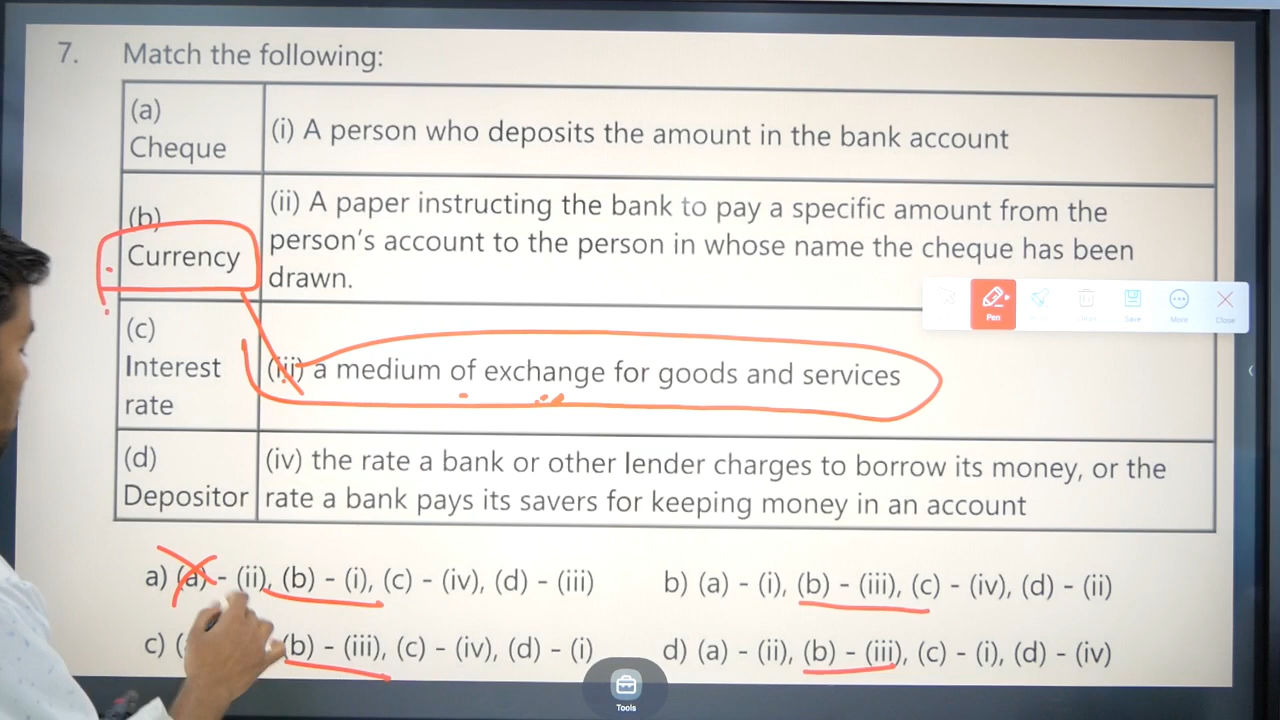 7. Match the following:
(a)
Cheque
(i) A person who deposits the amount in the bank account
(b)
Currency
(ii) A paper instructing the bank to pay a specific amount from the
person's account to the person in whose name the cheque has been
drawn.
(c)
Interest
rate
(iii) a medium of exchange for goods and services
(d)
Depositor
(iv) the rate a bank or other lender charges to borrow its money, or the
rate a bank pays its savers for keeping money in an account
a) (a) - (ii), (b) - (i), (c) - (iv), (d) - (iii)
b) (a) - (i), (b) - (iii), (c) - (iv), (d) - (ii)
c) (b) - (iii), (c) - (iv), (d) - (i)
d) (a) - (ii), (b) - (iii), (c) - (i), (d) - (iv)
Pen
Save
More
Close
Tools